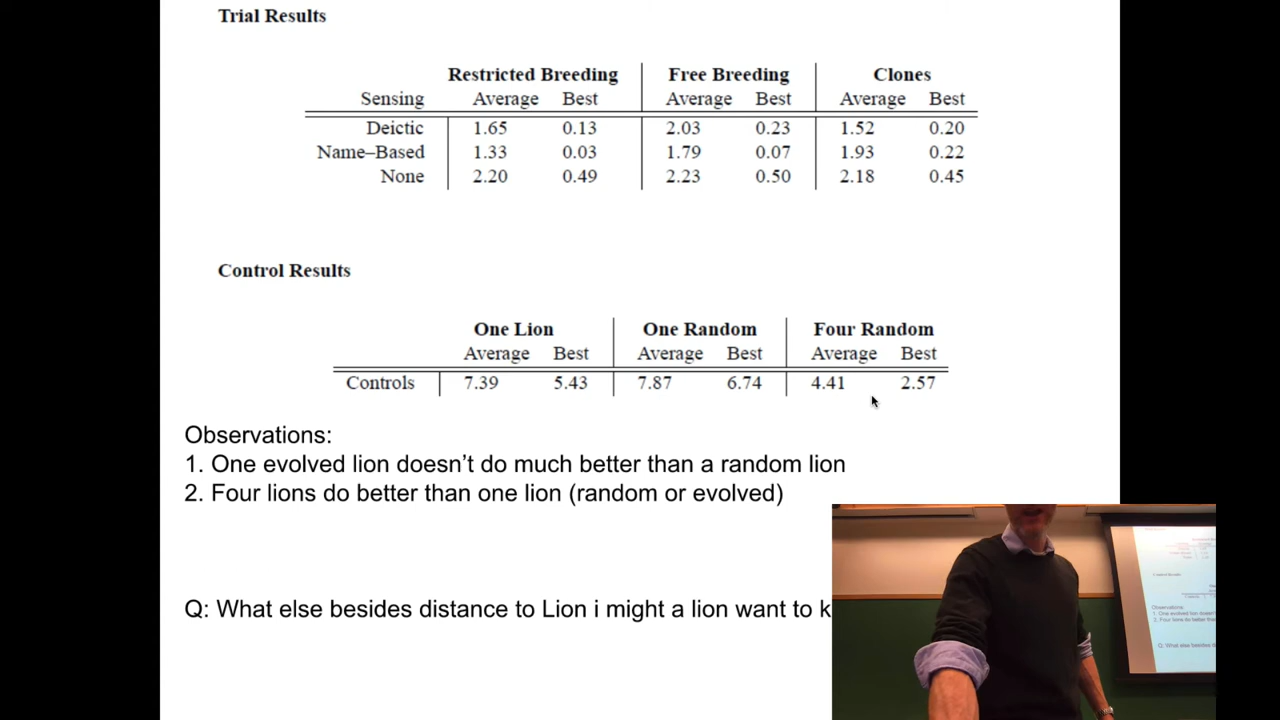 Trial Results
Restricted Breeding Free Breeding Clones
Sensing Average Best Average Best Average Best
Deictic 1.65 0.13 2.03 0.23 1.52 0.20
Name–Based 1.33 0.03 1.79 0.07 1.93 0.22
None 2.20 0.49 2.23 0.50 2.18 0.45
Control Results
One Lion One Random Four Random
Average Best Average Best Average Best
Controls 7.39 5.43 7.87 6.74 4.41 2.57
Observations:
1. One evolved lion doesn't do much better than a random lion
2. Four lions do better than one lion (random or evolved)
Q: What else besides distance to Lion i might a lion want to
Observations: